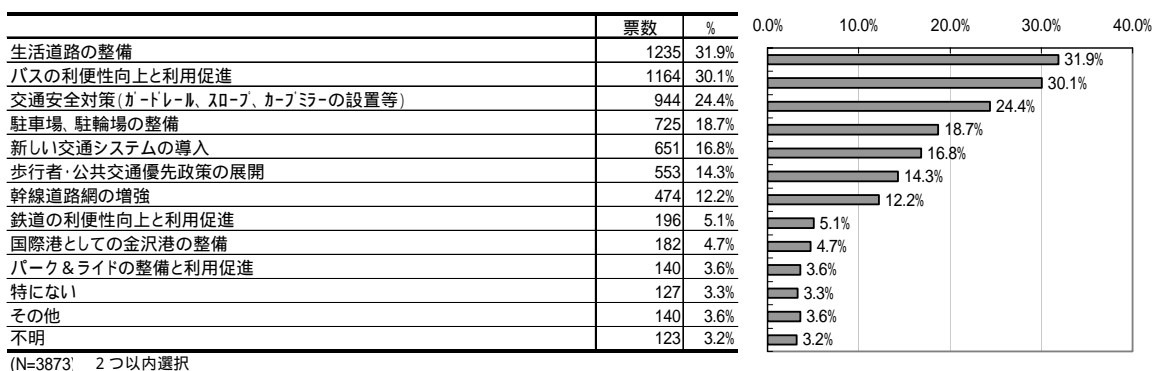 票数 %
生活道路の整備 1235 31.9%
バスの利便性向上と利用促進 1164 30.1%
交通安全対策(ｶﾞｰﾄﾞﾚｰﾙ、ｽﾛｰﾌﾟ、ｶｰﾌﾞﾐﾗｰの設置等) 944 24.4%
駐車場、駐輪場の整備 725 18.7%
新しい交通システムの導入 651 16.8%
歩行者・公共交通優先政策の展開 553 14.3%
幹線道路網の増強 474 12.2%
鉄道の利便性向上と利用促進 196 5.1%
国際港としての金沢港の整備 182 4.7%
パーク＆ライドの整備と利用促進 140 3.6%
特にない 127 3.3%
その他 140 3.6%
不明 123 3.2%
(N=3873) 2つ以内選択
0.0% 10.0% 20.0% 30.0% 40.0%
31.9%
30.1%
24.4%
18.7%
16.8%
14.3%
12.2%
5.1%
4.7%
3.6%
3.3%
3.6%
3.2%